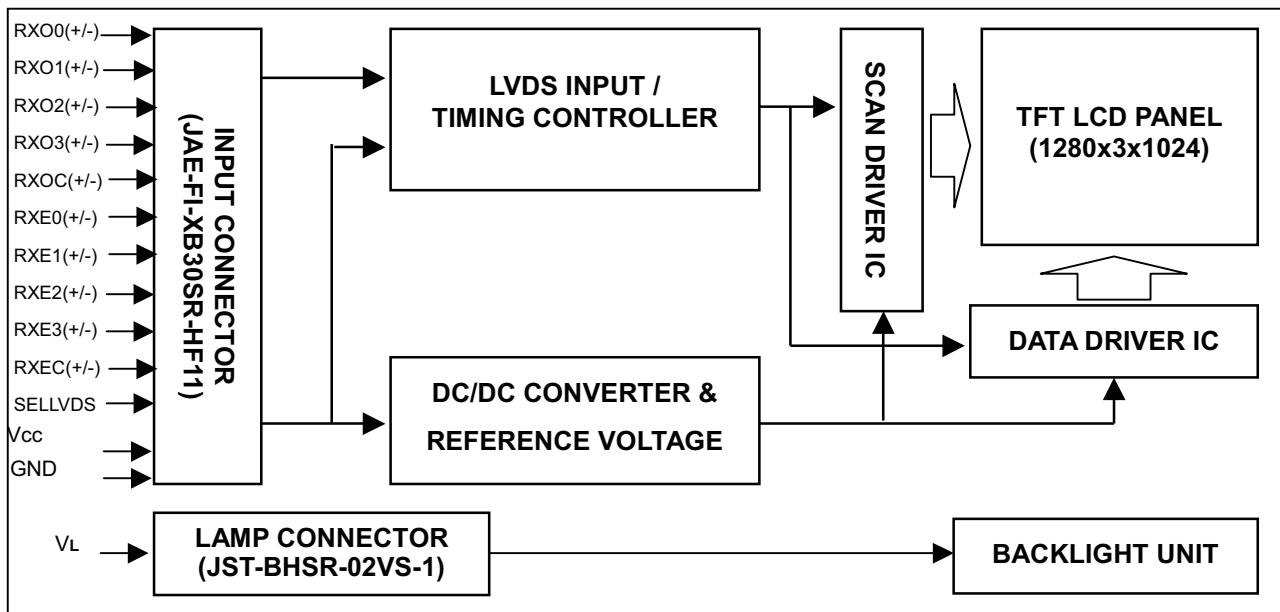 RXO0(+/-)
RXO1(+/-)
RXO2(+/-)
RXO3(+/-)
RXOC(+/-)
RXE0(+/-)
RXE1(+/-)
RXE2(+/-)
RXE3(+/-)
RXEC(+/-)
SELLVDS
Vcc
GND
INPUT CONNECTOR
(JAE-FI-XB30SR-HF11)
LVDS INPUT /
TIMING CONTROLLER
SCAN DRIVER IC
TFT LCD PANEL
(1280x3x1024)
DATA DRIVER IC
DC/DC CONVERTER &
REFERENCE VOLTAGE
VL
LAMP CONNECTOR
(JST-BHSR-02VS-1)
BACKLIGHT UNIT